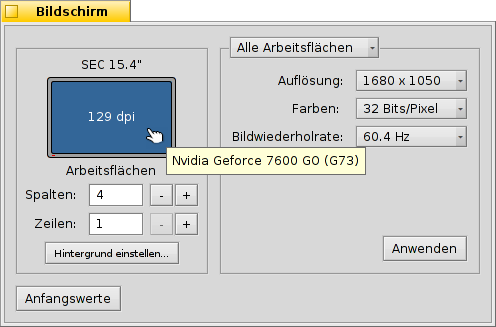 Bildschirm
SEC 15.4"
129 dpi
Nvidia Geforce 7600 GO (G73)
Arbeitsflächen
Spalten: 4 - +
Zeilen: 1 - +
Hintergrund einstellen...
Alle Arbeitsflächen
Auflösung: 1680 x 1050
Farben: 32 Bits/Pixel
Bildwiederholrate: 60.4 Hz
Anwenden
Anfangswerte